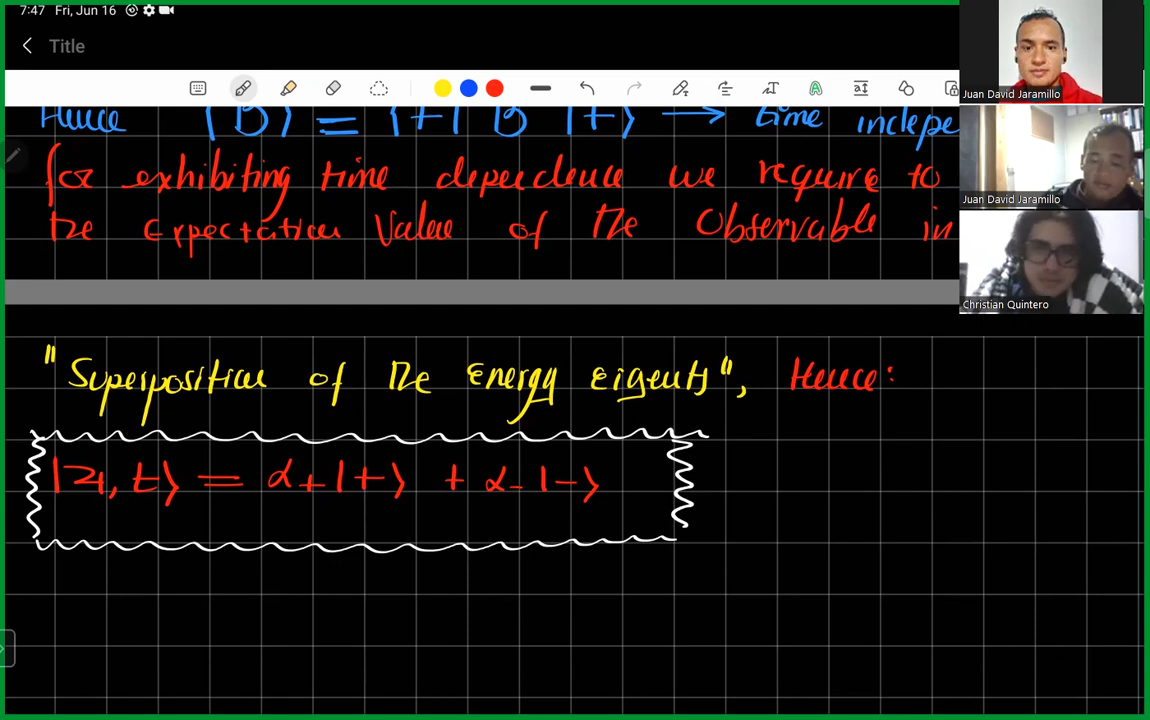 7:47 Fri, Jun 16
Title
Juan David Jaramillo
Hence ⟨B⟩ = ⟨+| B |+⟩ → time indepe
for exhibiting time dependence we require to
Juan David Jaramillo
the expectation value of the Observable in
Christian Quintero
"Superposition of the energy eigenkets", Hence:
|ψ, t⟩ = α+|+⟩ + α-|-⟩